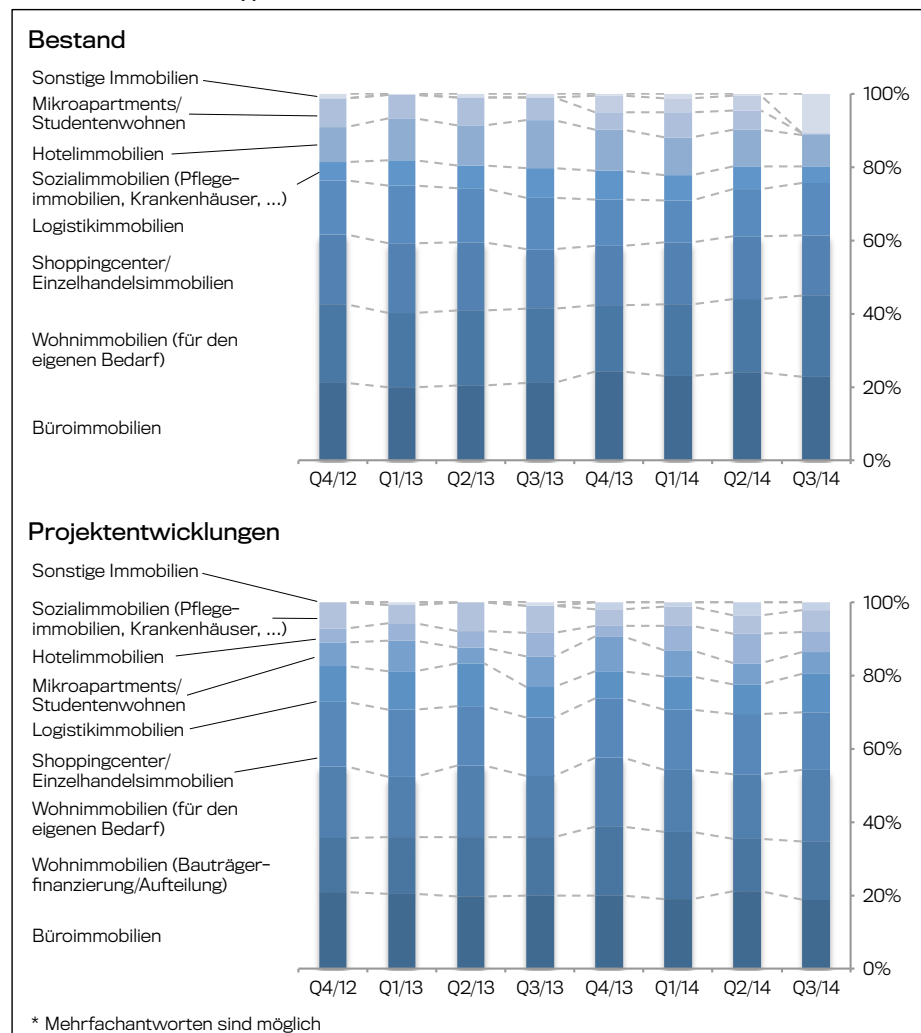 Bestand
Sonstige Immobilien
Mikroapartments/
Studentenwohnen
Hotelimmobilien
Sozialimmobilien (Pflege-
immobilien, Krankenhäuser, ...)
Logistikimmobilien
Shoppingcenter/
Einzelhandelsimmobilien
Wohnimmobilien (für den
eigenen Bedarf)
Büroimmobilien
100%
80%
60%
40%
20%
0%
Q4/12 Q1/13 Q2/13 Q3/13 Q4/13 Q1/14 Q2/14 Q3/14
Projektentwicklungen
Sonstige Immobilien
Sozialimmobilien (Pflege-
immobilien, Krankenhäuser, ...)
Hotelimmobilien
Mikroapartments/
Studentenwohnen
Logistikimmobilien
Shoppingcenter/
Einzelhandelsimmobilien
Wohnimmobilien (für den
eigenen Bedarf)
Wohnimmobilien (Bauträger-
finanzierung/Aufteilung)
Büroimmobilien
100%
80%
60%
40%
20%
0%
Q4/12 Q1/13 Q2/13 Q3/13 Q4/13 Q1/14 Q2/14 Q3/14
* Mehrfachantworten sind möglich